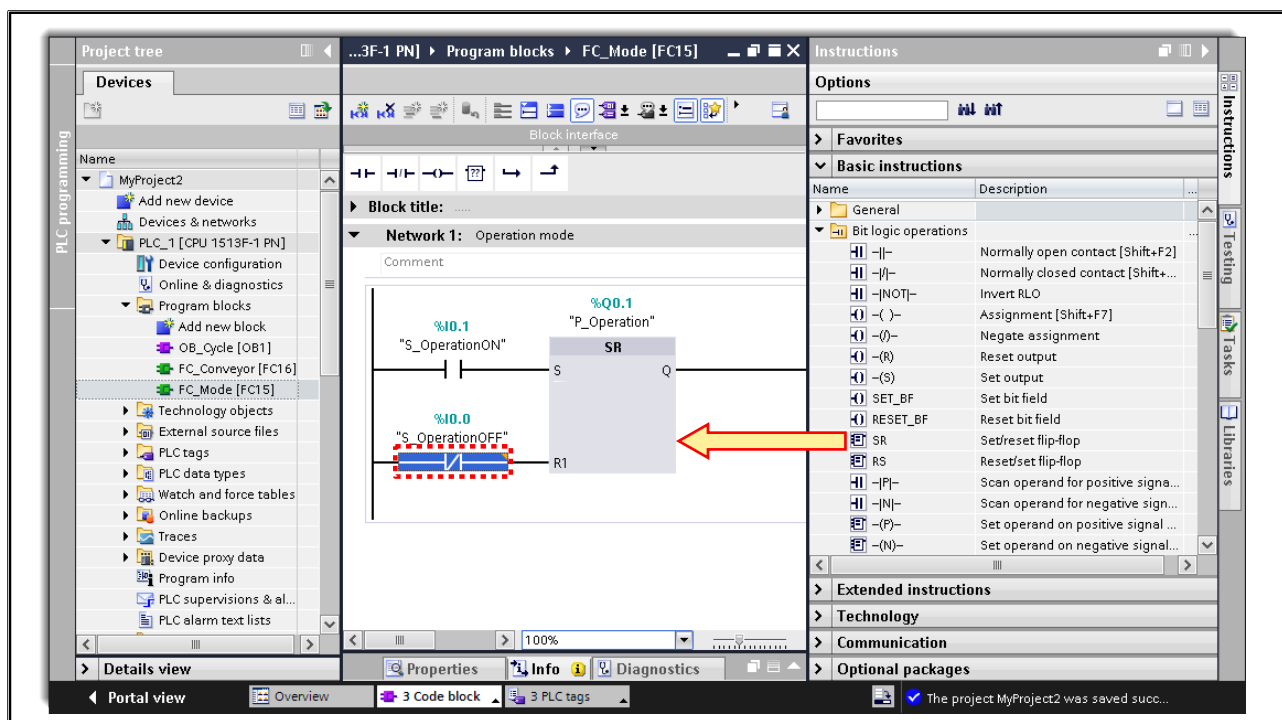 Project tree
Devices
PLC programming
Name
MyProject2
Add new device
Devices & networks
PLC_1 [CPU 1513F-1 PN]
Device configuration
Online & diagnostics
Program blocks
Add new block
OB_Cycle [OB1]
FC_Conveyor [FC16]
FC_Mode [FC15]
Technology objects
External source files
PLC tags
PLC data types
Watch and force tables
Online backups
Traces
Device proxy data
Program info
PLC supervisions & al...
PLC alarm text lists
Details view
...3F-1 PN] Program blocks FC_Mode [FC15]
Block interface
??
Block title: .....
Network 1: Operation mode
Comment
%Q0.1
"P_Operation"
%I0.1
"S_OperationON"
SR
S Q
%I0.0
"S_OperationOFF"
R1
100%
Properties Info Diagnostics
Instructions
Options
Favorites
Basic instructions
Name Description ...
General
Bit logic operations ...
-||- Normally open contact [Shift+F2]
-|/|- Normally closed contact [Shift+...
-|NOT|- Invert RLO
-( )- Assignment [Shift+F7]
-(/)- Negate assignment
-(R) Reset output
-(S) Set output
SET_BF Set bit field
RESET_BF Reset bit field
SR Set/reset flip-flop
RS Reset/set flip-flop
-|P|- Scan operand for positive signa...
-|N|- Scan operand for negative sign...
-(P)- Set operand on positive signal ...
-(N)- Set operand on negative signal...
Extended instructions
Technology
Communication
Optional packages
Instructions
Testing
Tasks
Libraries
Portal view Overview 3 Code block 3 PLC tags The project MyProject2 was saved succ...